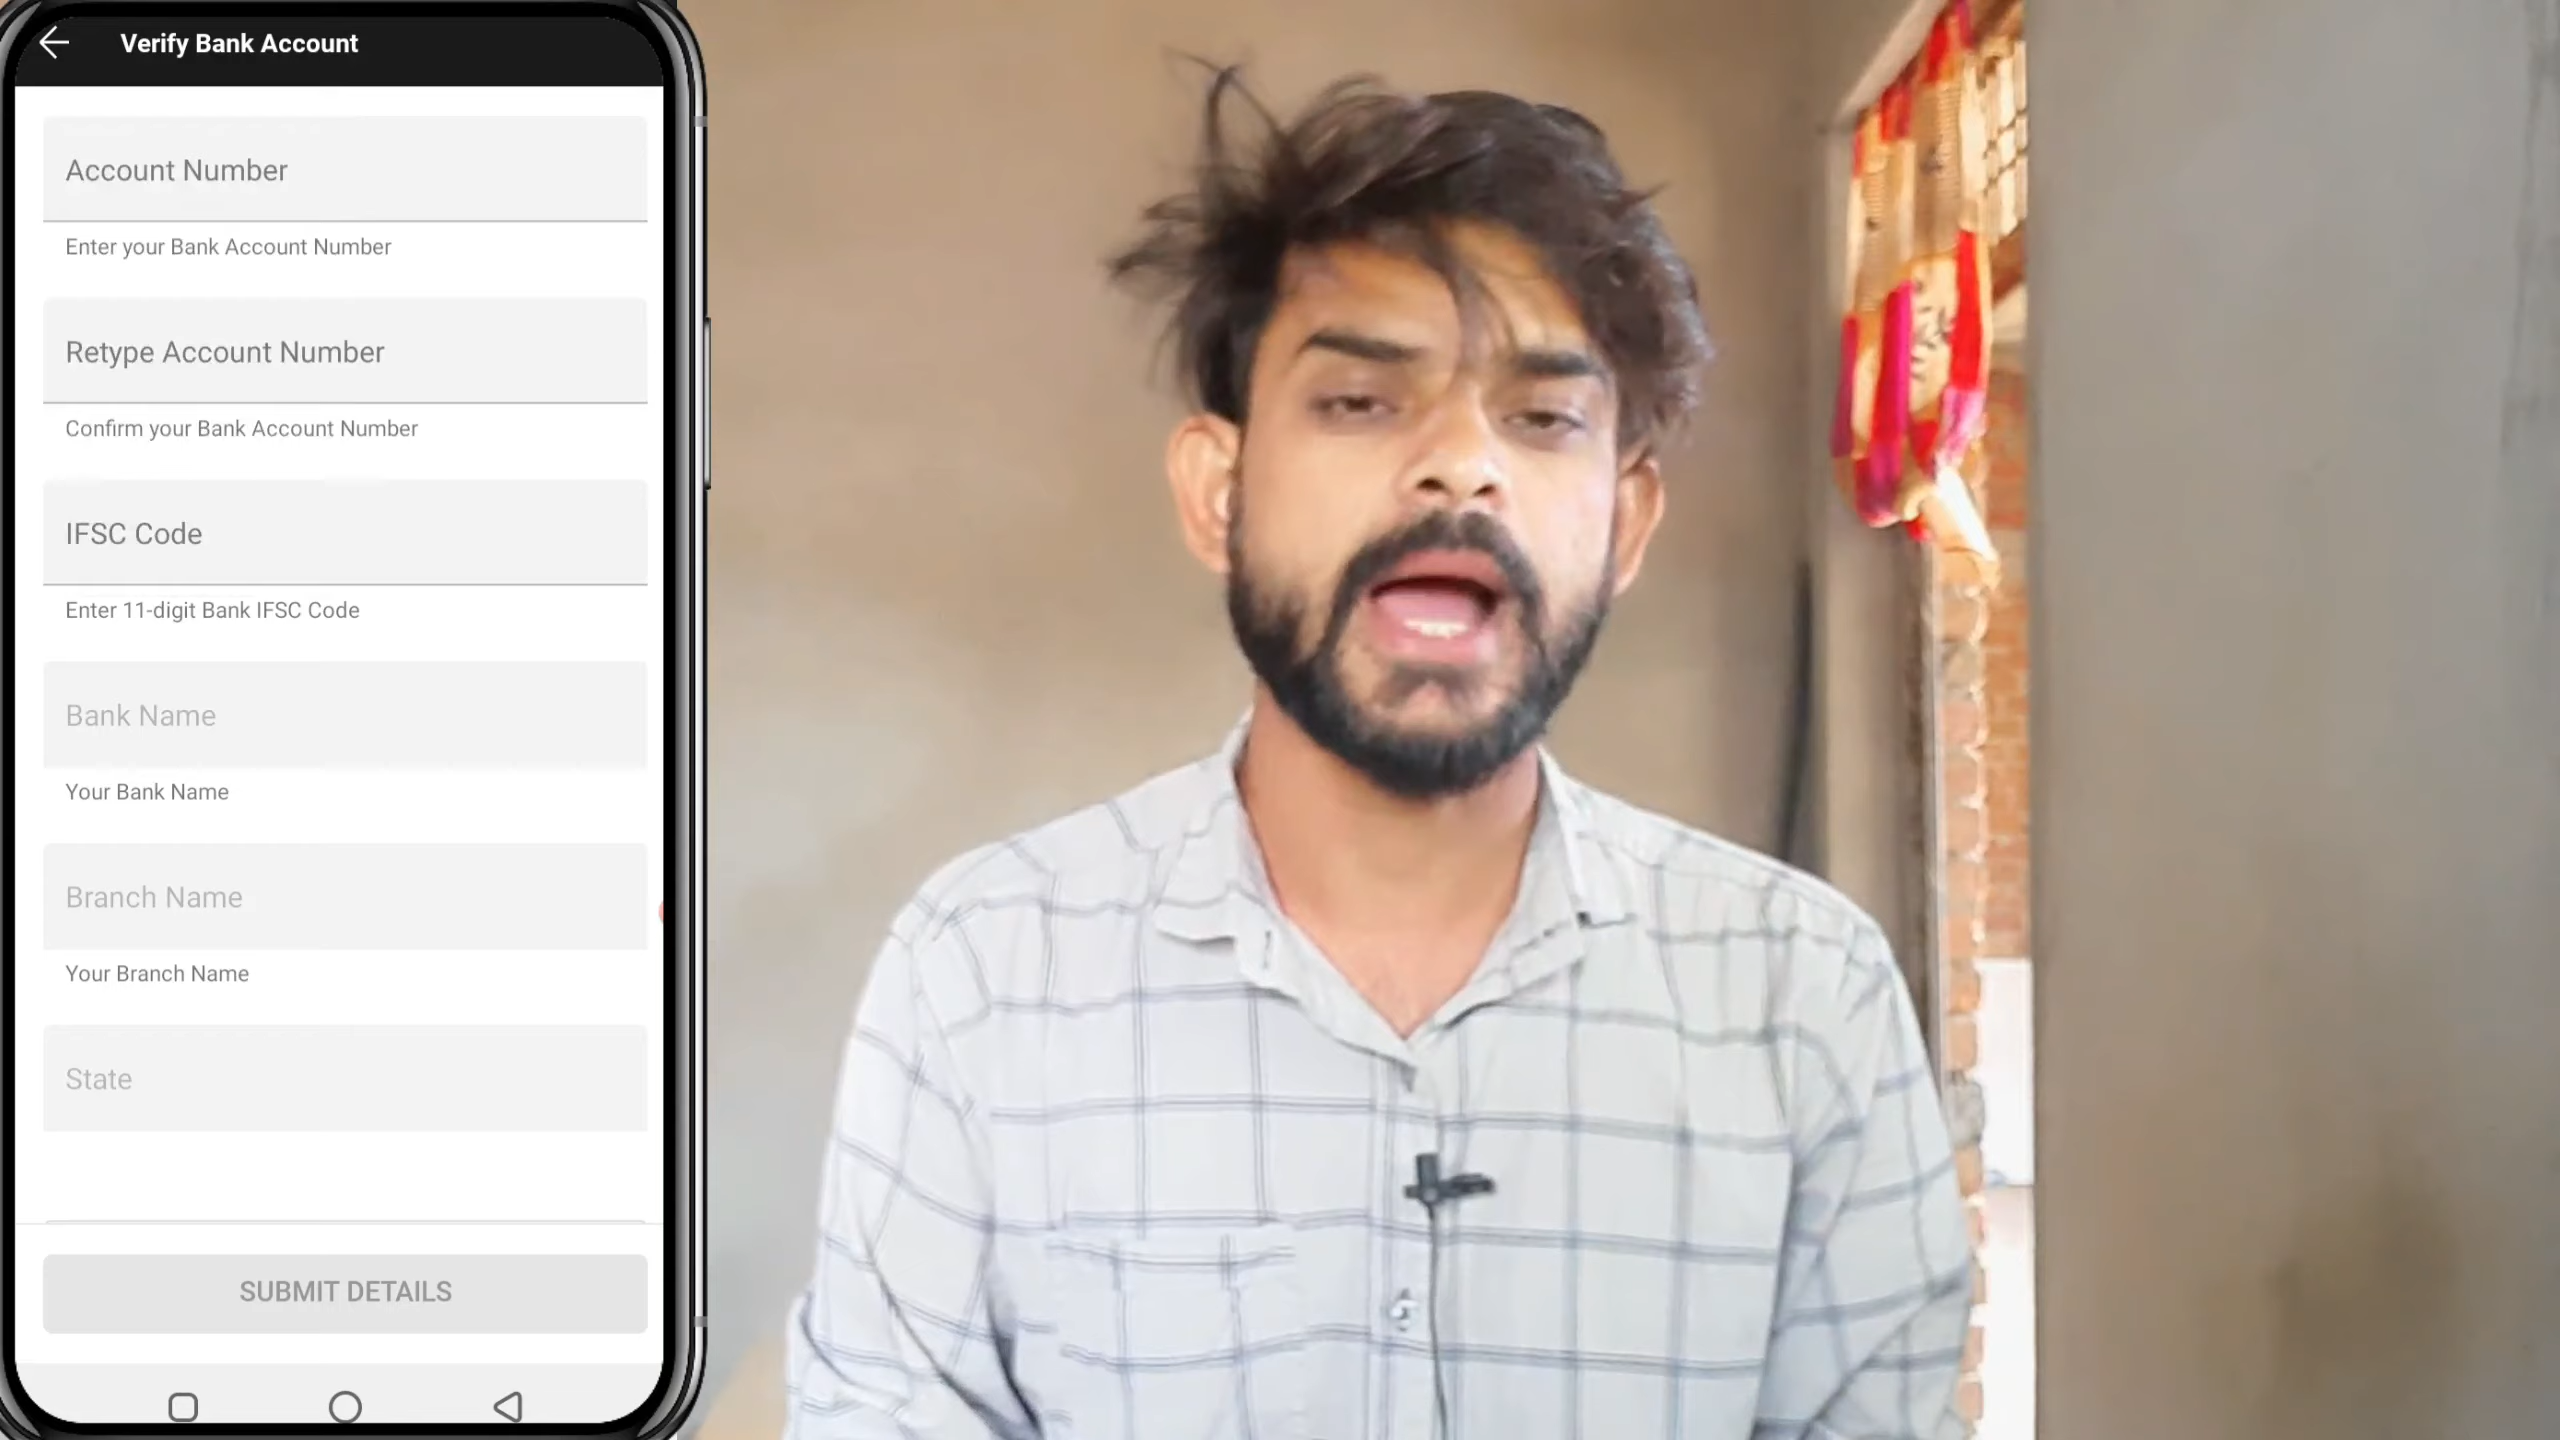 Verify Bank Account
Account Number
Enter your Bank Account Number
Retype Account Number
Confirm your Bank Account Number
IFSC Code
Enter 11-digit Bank IFSC Code
Bank Name
Your Bank Name
Branch Name
Your Branch Name
State
SUBMIT DETAILS